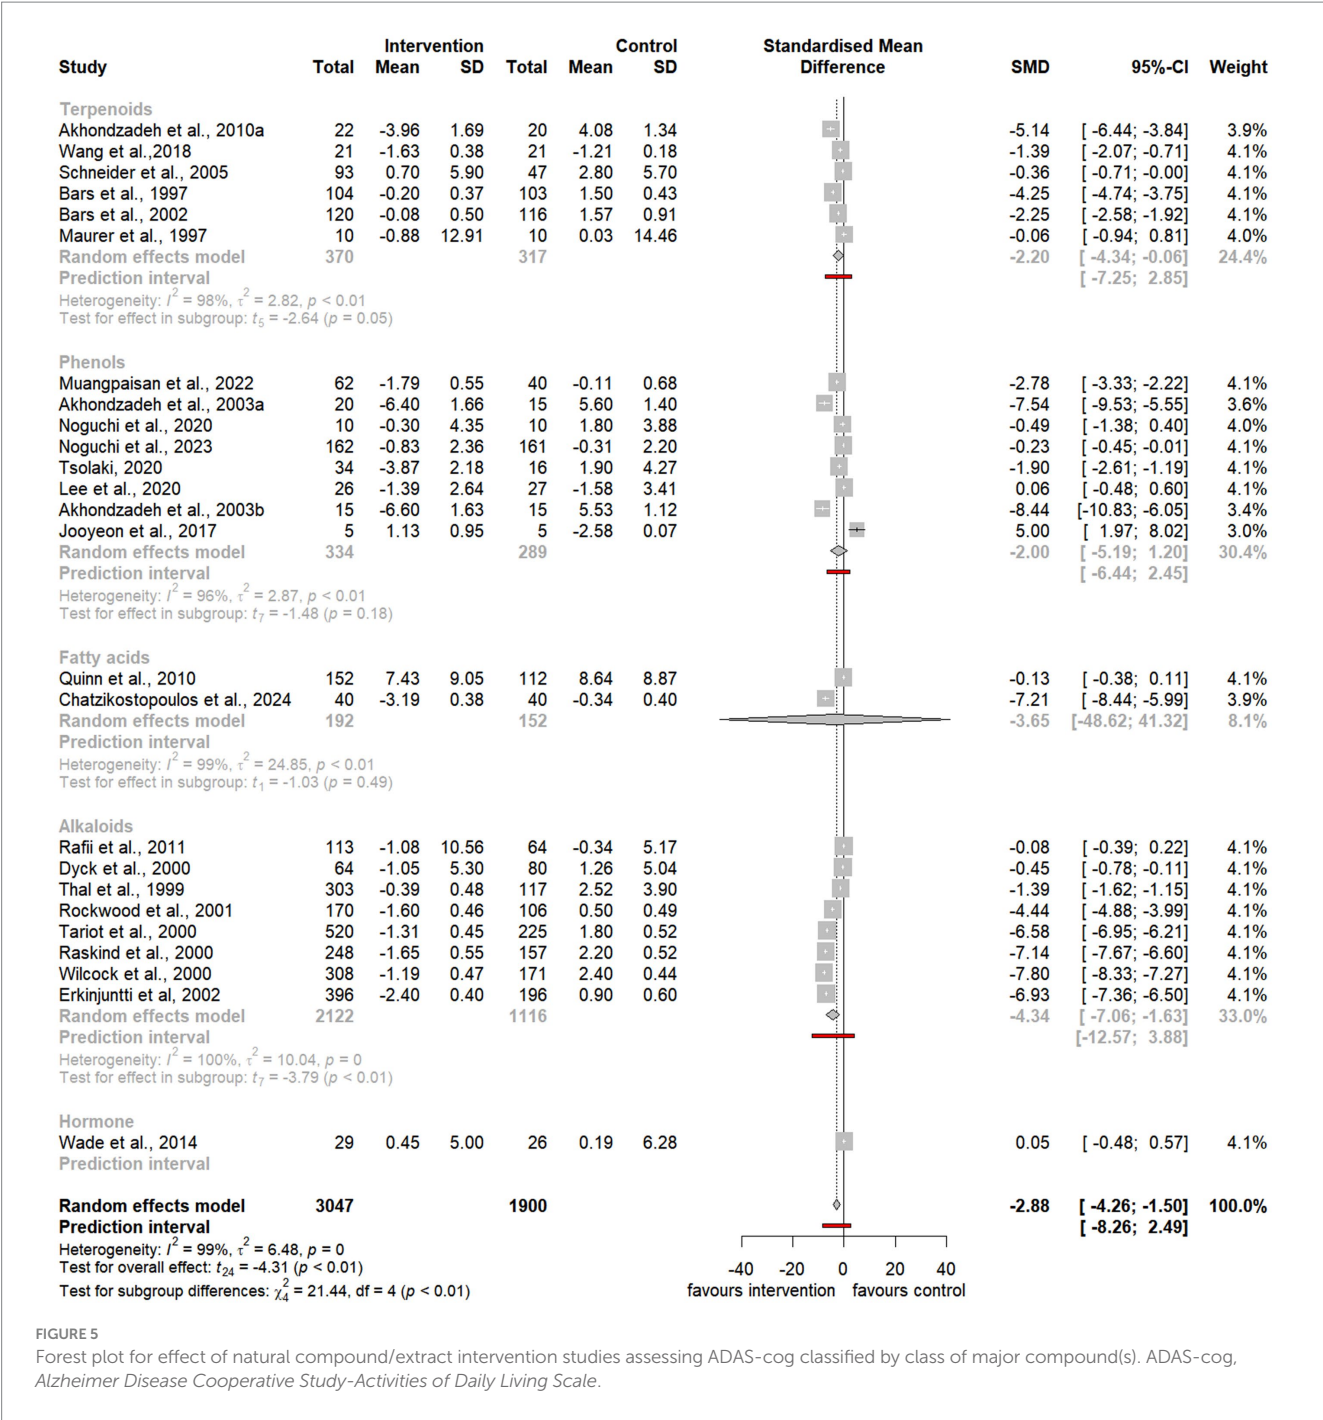 Intervention Control Standardised Mean
Study Total Mean SD Total Mean SD Difference SMD 95%-CI Weight
Terpenoids
Akhondzadeh et al., 2010a 22 -3.96 1.69 20 4.08 1.34 -5.14 [ -6.44; -3.84] 3.9%
Wang et al.,2018 21 -1.63 0.38 21 -1.21 0.18 -1.39 [ -2.07; -0.71] 4.1%
Schneider et al., 2005 93 0.70 5.90 47 2.80 5.70 -0.36 [ -0.71; -0.00] 4.1%
Bars et al., 1997 104 -0.20 0.37 103 1.50 0.43 -4.25 [ -4.74; -3.75] 4.1%
Bars et al., 2002 120 -0.08 0.50 116 1.57 0.91 -2.25 [ -2.58; -1.92] 4.1%
Maurer et al., 1997 10 -0.88 12.91 10 0.03 14.46 -0.06 [ -0.94; 0.81] 4.0%
Random effects model 370 317 -2.20 [ -4.34; -0.06] 24.4%
Prediction interval [ -7.25; 2.85]
Heterogeneity: I² = 98%, τ² = 2.82, p < 0.01
Test for effect in subgroup: t₅ = -2.64 (p = 0.05)
Phenols
Muangpaisan et al., 2022 62 -1.79 0.55 40 -0.11 0.68 -2.78 [ -3.33; -2.22] 4.1%
Akhondzadeh et al., 2003a 20 -6.40 1.66 15 5.60 1.40 -7.54 [ -9.53; -5.55] 3.6%
Noguchi et al., 2020 10 -0.30 4.35 10 1.80 3.88 -0.49 [ -1.38; 0.40] 4.0%
Noguchi et al., 2023 162 -0.83 2.36 161 -0.31 2.20 -0.23 [ -0.45; -0.01] 4.1%
Tsolaki, 2020 34 -3.87 2.18 16 1.90 4.27 -1.90 [ -2.61; -1.19] 4.1%
Lee et al., 2020 26 -1.39 2.64 27 -1.58 3.41 0.06 [ -0.48; 0.60] 4.1%
Akhondzadeh et al., 2003b 15 -6.60 1.63 15 5.53 1.12 -8.44 [-10.83; -6.05] 3.4%
Jooyeon et al., 2017 5 1.13 0.95 5 -2.58 0.07 5.00 [ 1.97; 8.02] 3.0%
Random effects model 334 289 -2.00 [ -5.19; 1.20] 30.4%
Prediction interval [ -6.44; 2.45]
Heterogeneity: I² = 96%, τ² = 2.87, p < 0.01
Test for effect in subgroup: t₇ = -1.48 (p = 0.18)
Fatty acids
Quinn et al., 2010 152 7.43 9.05 112 8.64 8.87 -0.13 [ -0.38; 0.11] 4.1%
Chatzikostopoulos et al., 2024 40 -3.19 0.38 40 -0.34 0.40 -7.21 [ -8.44; -5.99] 3.9%
Random effects model 192 152 -3.65 [-48.62; 41.32] 8.1%
Prediction interval
Heterogeneity: I² = 99%, τ² = 24.85, p < 0.01
Test for effect in subgroup: t₁ = -1.03 (p = 0.49)
Alkaloids
Rafii et al., 2011 113 -1.08 10.56 64 -0.34 5.17 -0.08 [ -0.39; 0.22] 4.1%
Dyck et al., 2000 64 -1.05 5.30 80 1.26 5.04 -0.45 [ -0.78; -0.11] 4.1%
Thal et al., 1999 303 -0.39 0.48 117 2.52 3.90 -1.39 [ -1.62; -1.15] 4.1%
Rockwood et al., 2001 170 -1.60 0.46 106 0.50 0.49 -4.44 [ -4.88; -3.99] 4.1%
Tariot et al., 2000 520 -1.31 0.45 225 1.80 0.52 -6.58 [ -6.95; -6.21] 4.1%
Raskind et al., 2000 248 -1.65 0.55 157 2.20 0.52 -7.14 [ -7.67; -6.60] 4.1%
Wilcock et al., 2000 308 -1.19 0.47 171 2.40 0.44 -7.80 [ -8.33; -7.27] 4.1%
Erkinjuntti et al, 2002 396 -2.40 0.40 196 0.90 0.60 -6.93 [ -7.36; -6.50] 4.1%
Random effects model 2122 1116 -4.34 [ -7.06; -1.63] 33.0%
Prediction interval [-12.57; 3.88]
Heterogeneity: I² = 100%, τ² = 10.04, p = 0
Test for effect in subgroup: t₇ = -3.79 (p < 0.01)
Hormone
Wade et al., 2014 29 0.45 5.00 26 0.19 6.28 0.05 [ -0.48; 0.57] 4.1%
Prediction interval
Random effects model 3047 1900 -2.88 [ -4.26; -1.50] 100.0%
Prediction interval [ -8.26; 2.49]
Heterogeneity: I² = 99%, τ² = 6.48, p = 0
Test for overall effect: t₂₄ = -4.31 (p < 0.01)
Test for subgroup differences: χ²₄ = 21.44, df = 4 (p < 0.01)
-40 -20 0 20 40
favours intervention favours control
FIGURE 5
Forest plot for effect of natural compound/extract intervention studies assessing ADAS-cog classified by class of major compound(s). ADAS-cog,
Alzheimer Disease Cooperative Study-Activities of Daily Living Scale.